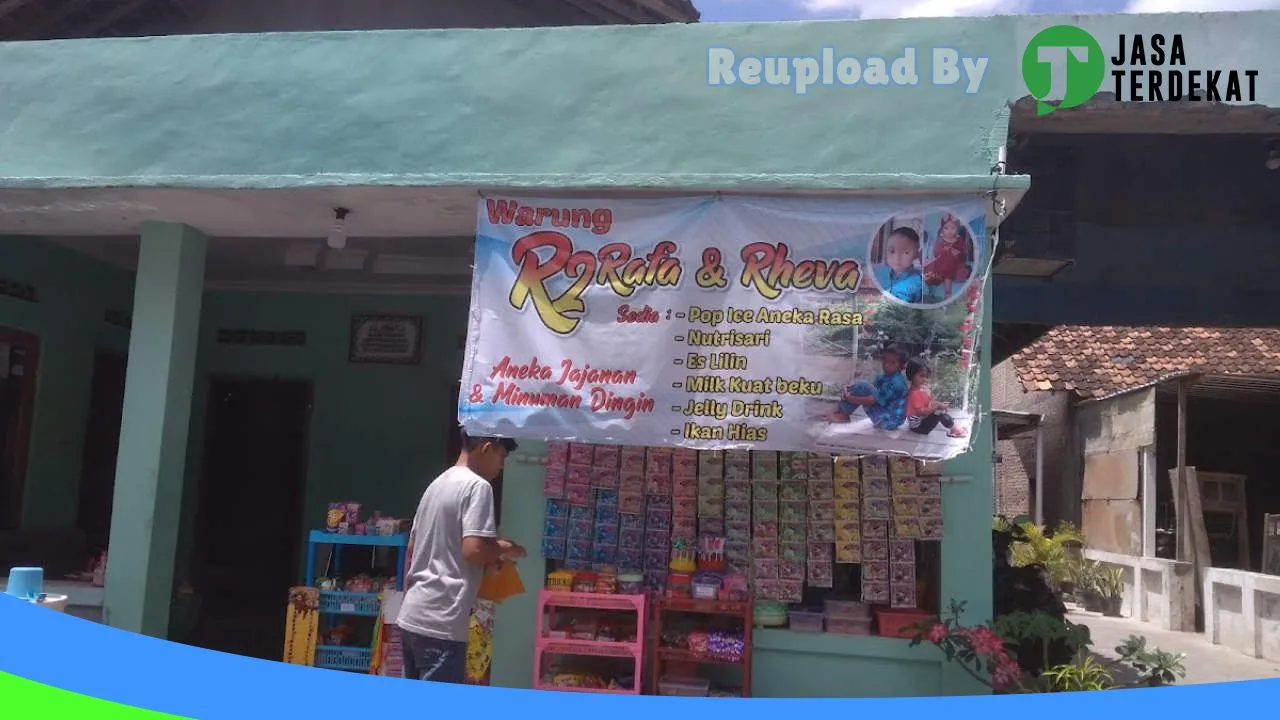 Reupload By
JASA
TERDEKAT
Warung
R2 Rafa & Rheva
Sedia : - Pop Ice Aneka Rasa
- Nutrisari
- Es Lilin
- Milk Kuat beku
- Jelly Drink
- Ikan Hias
Aneka Jajanan
& Minuman Dingin